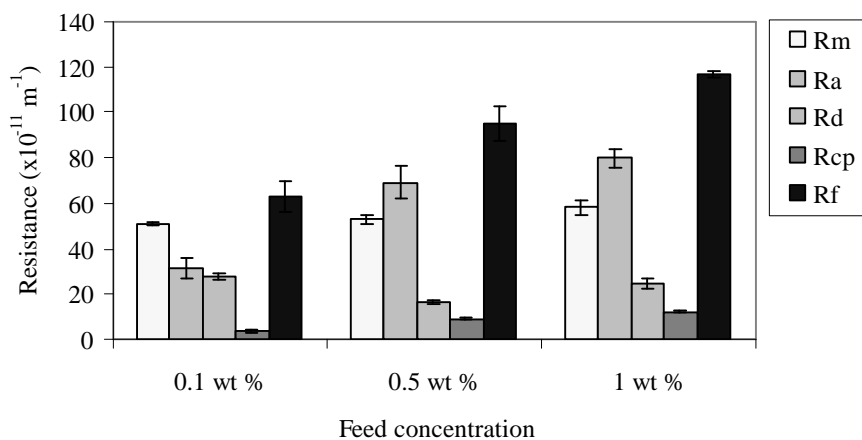 140
120
100
80
60
40
20
0
Resistance (x10⁻¹¹ m⁻¹)
0.1 wt %
0.5 wt %
1 wt %
Feed concentration
Rm
Ra
Rd
Rcp
Rf